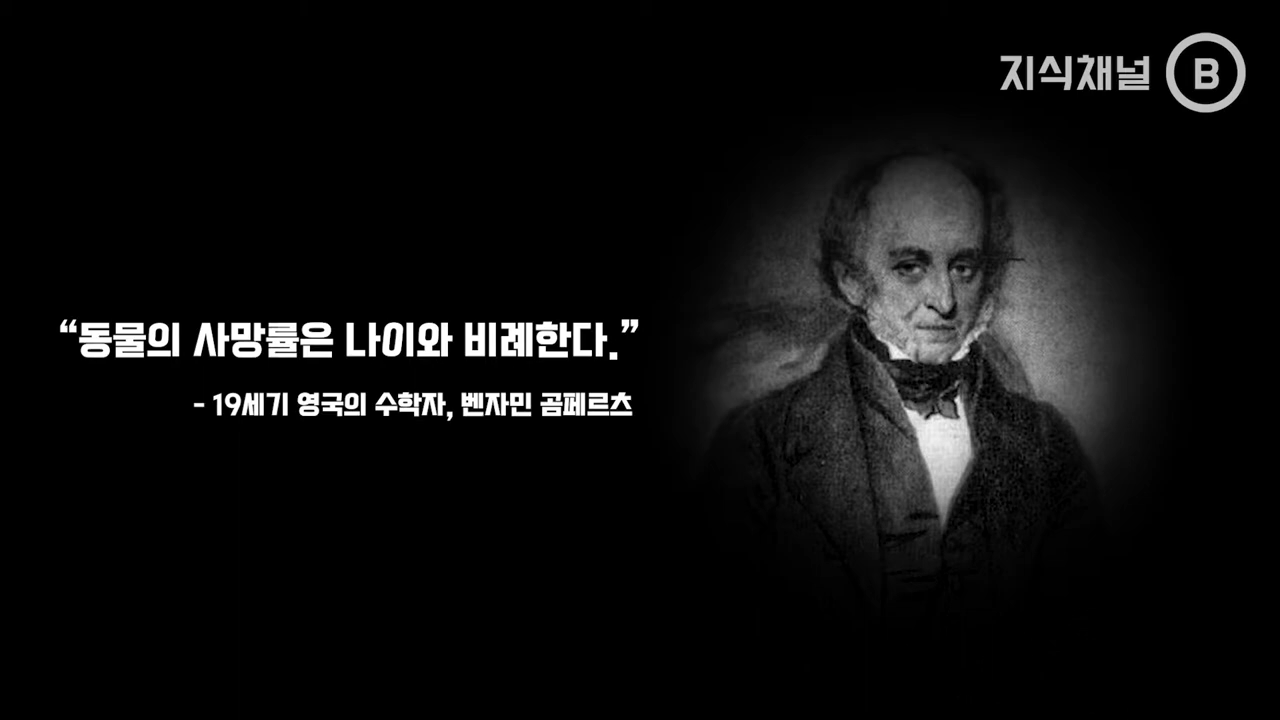 지식채널 B
“동물의 사망률은 나이와 비례한다.”
- 19세기 영국의 수학자, 벤자민 곰페르츠